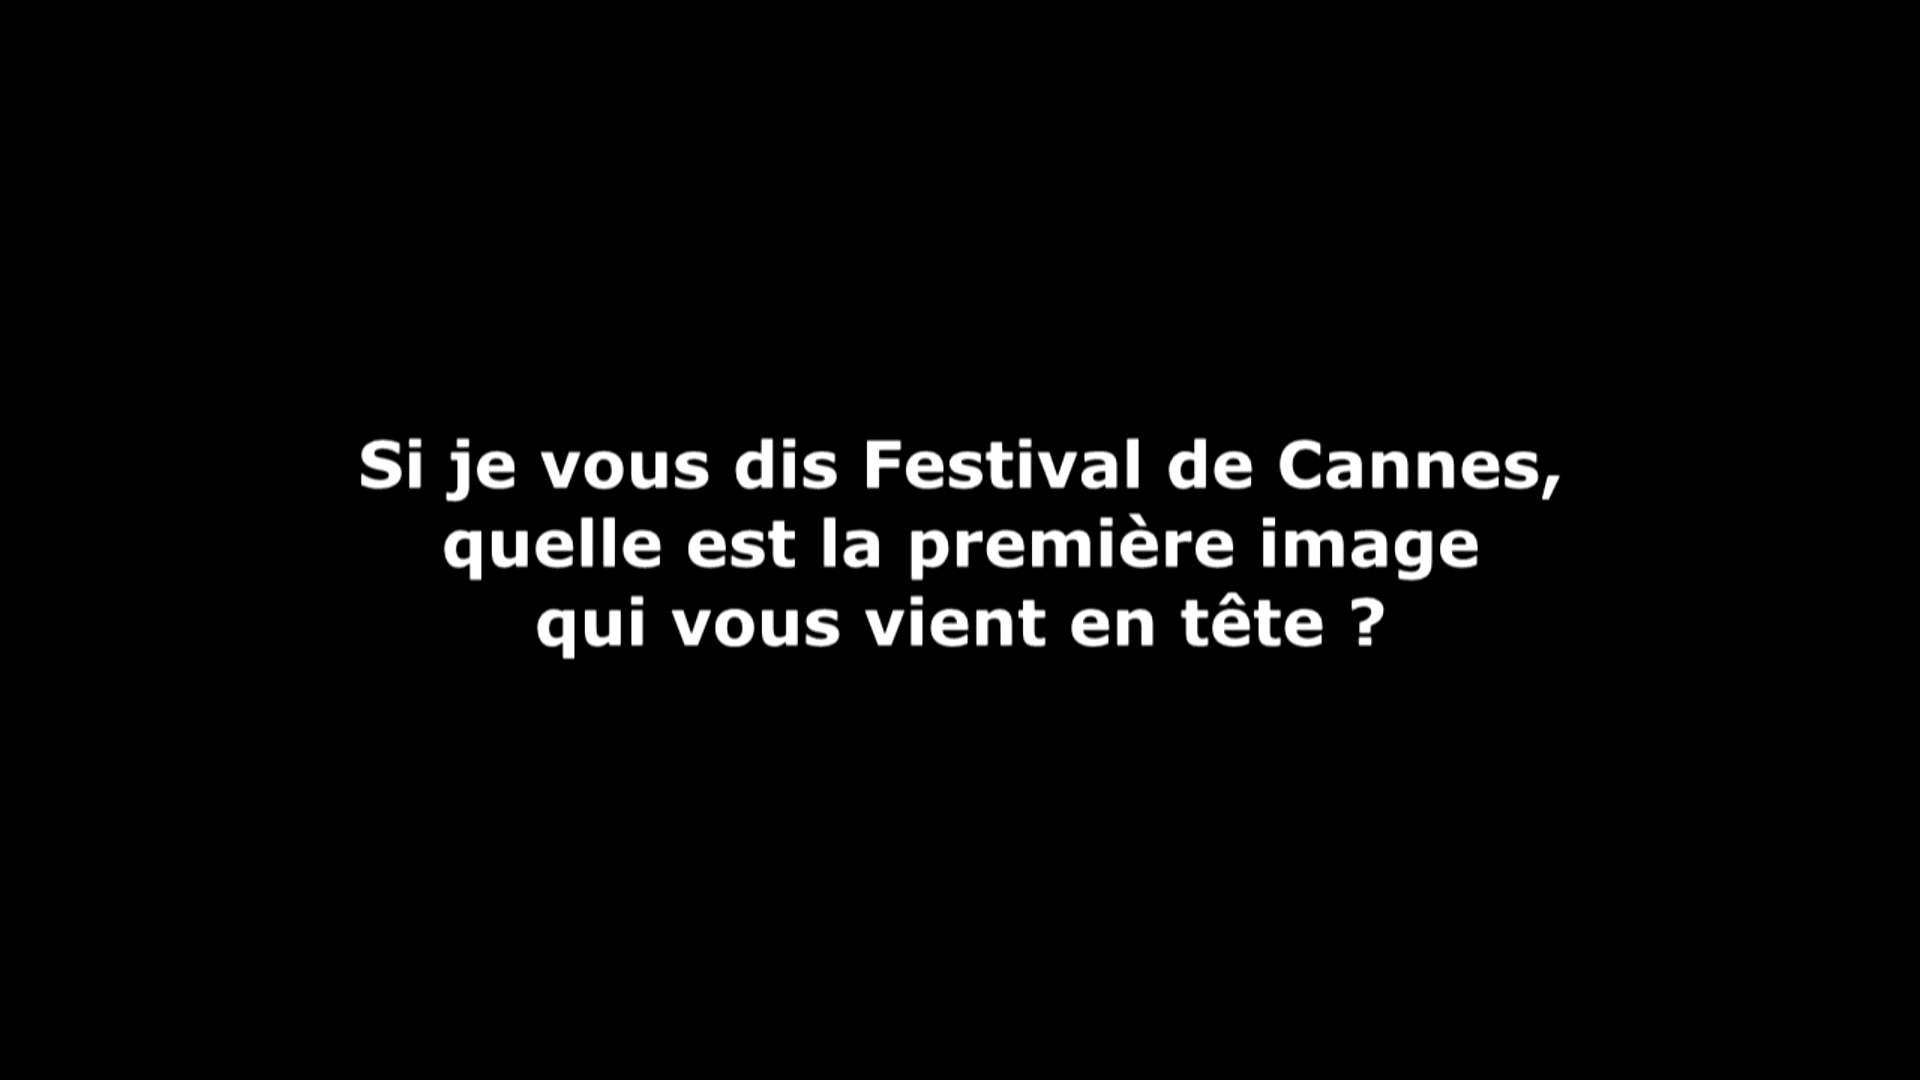 Si je vous dis Festival de Cannes,
quelle est la première image
qui vous vient en tête ?